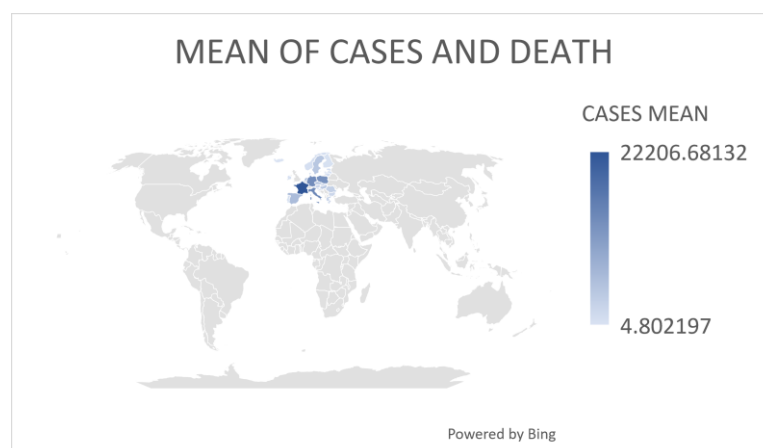 MEAN OF CASES AND DEATH
CASES MEAN
22206.68132
4.802197
Powered by Bing